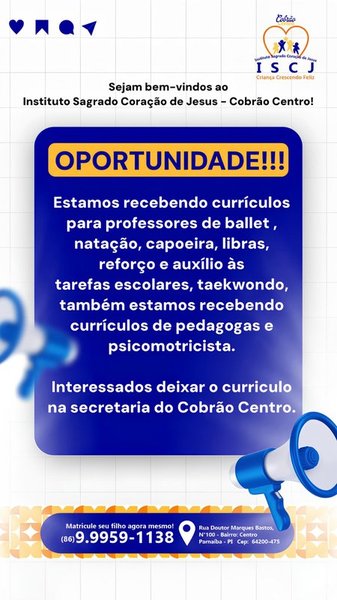 Cobrão
Instituto Sagrado Coração de Jesus
I S C J
Criança Crescendo Feliz
Sejam bem-vindos ao
Instituto Sagrado Coração de Jesus - Cobrão Centro!
OPORTUNIDADE!!!
Estamos recebendo currículos
para professores de ballet ,
natação, capoeira, libras,
reforço e auxílio às
tarefas escolares, taekwondo,
também estamos recebendo
currículos de pedagogas e
psicomotricista.
Interessados deixar o curriculo
na secretaria do Cobrão Centro.
Matricule seu filho agora mesmo!
(86)9.9959-1138
Rua Doutor Marques Bastos,
N°100 - Bairro: Centro
Parnaíba - PI Cep: 64200-475